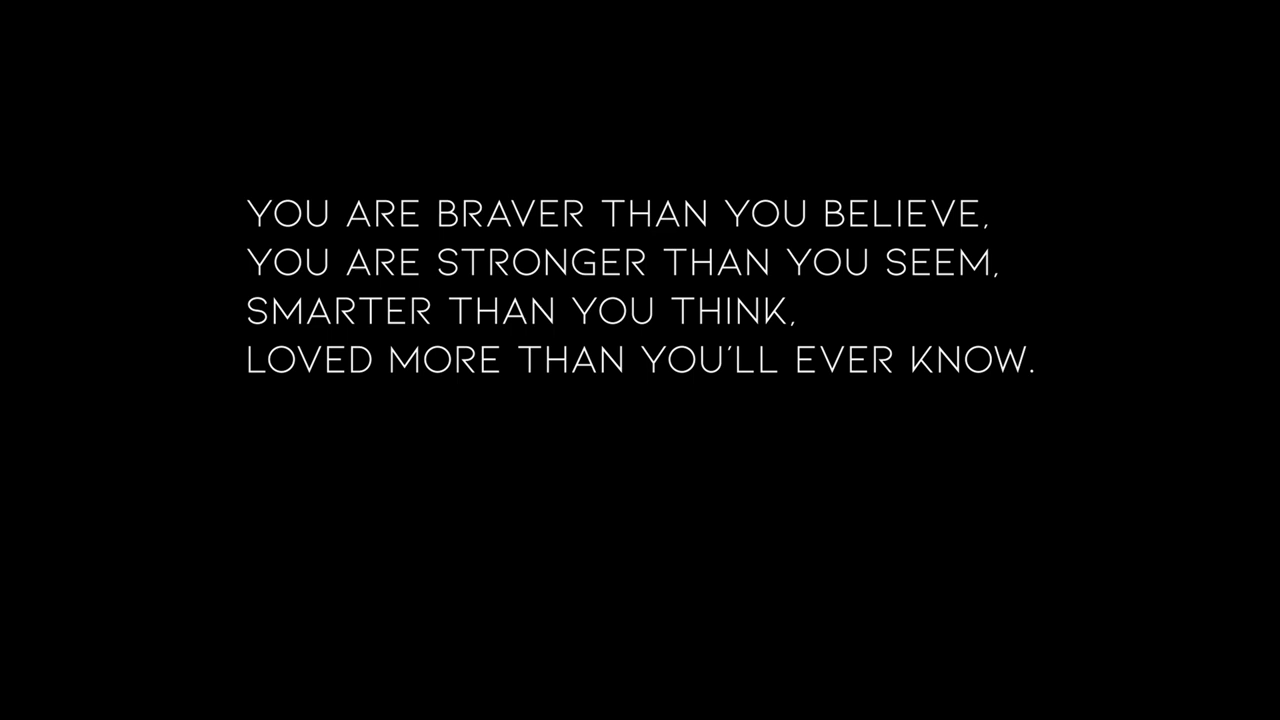 YOU ARE BRAVER THAN YOU BELIEVE,
YOU ARE STRONGER THAN YOU SEEM,
SMARTER THAN YOU THINK,
LOVED MORE THAN YOU'LL EVER KNOW.